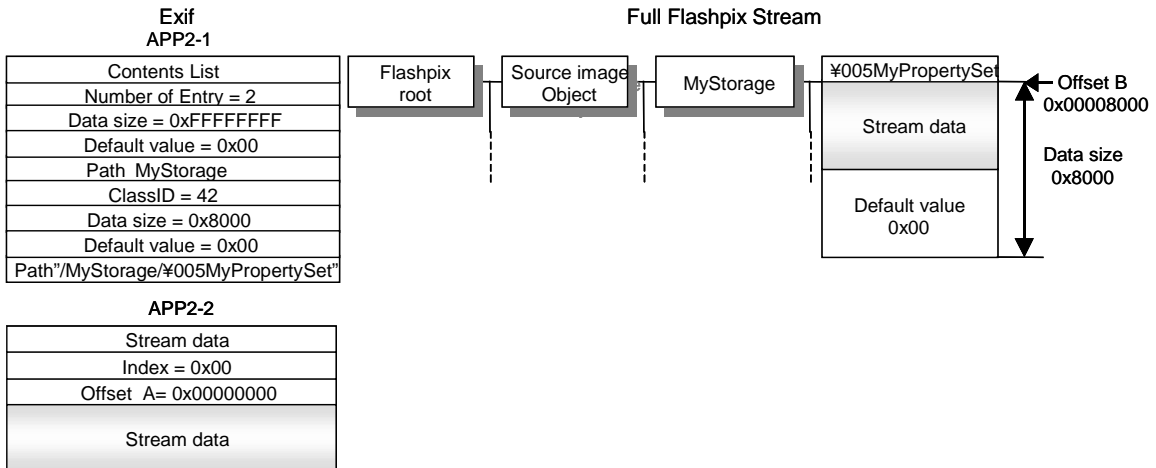 Exif
APP2-1
Contents List
Number of Entry = 2
Data size = 0xFFFFFFFF
Default value = 0x00
Path MyStorage
ClassID = 42
Data size = 0x8000
Default value = 0x00
Path"/MyStorage/¥005MyPropertySet"
APP2-2
Stream data
Index = 0x00
Offset A= 0x00000000
Stream data
Full Flashpix Stream
Flashpix
root
Source image
Object
MyStorage
¥005MyPropertySet
Stream data
Default value
0x00
Offset B
0x00008000
Data size
0x8000